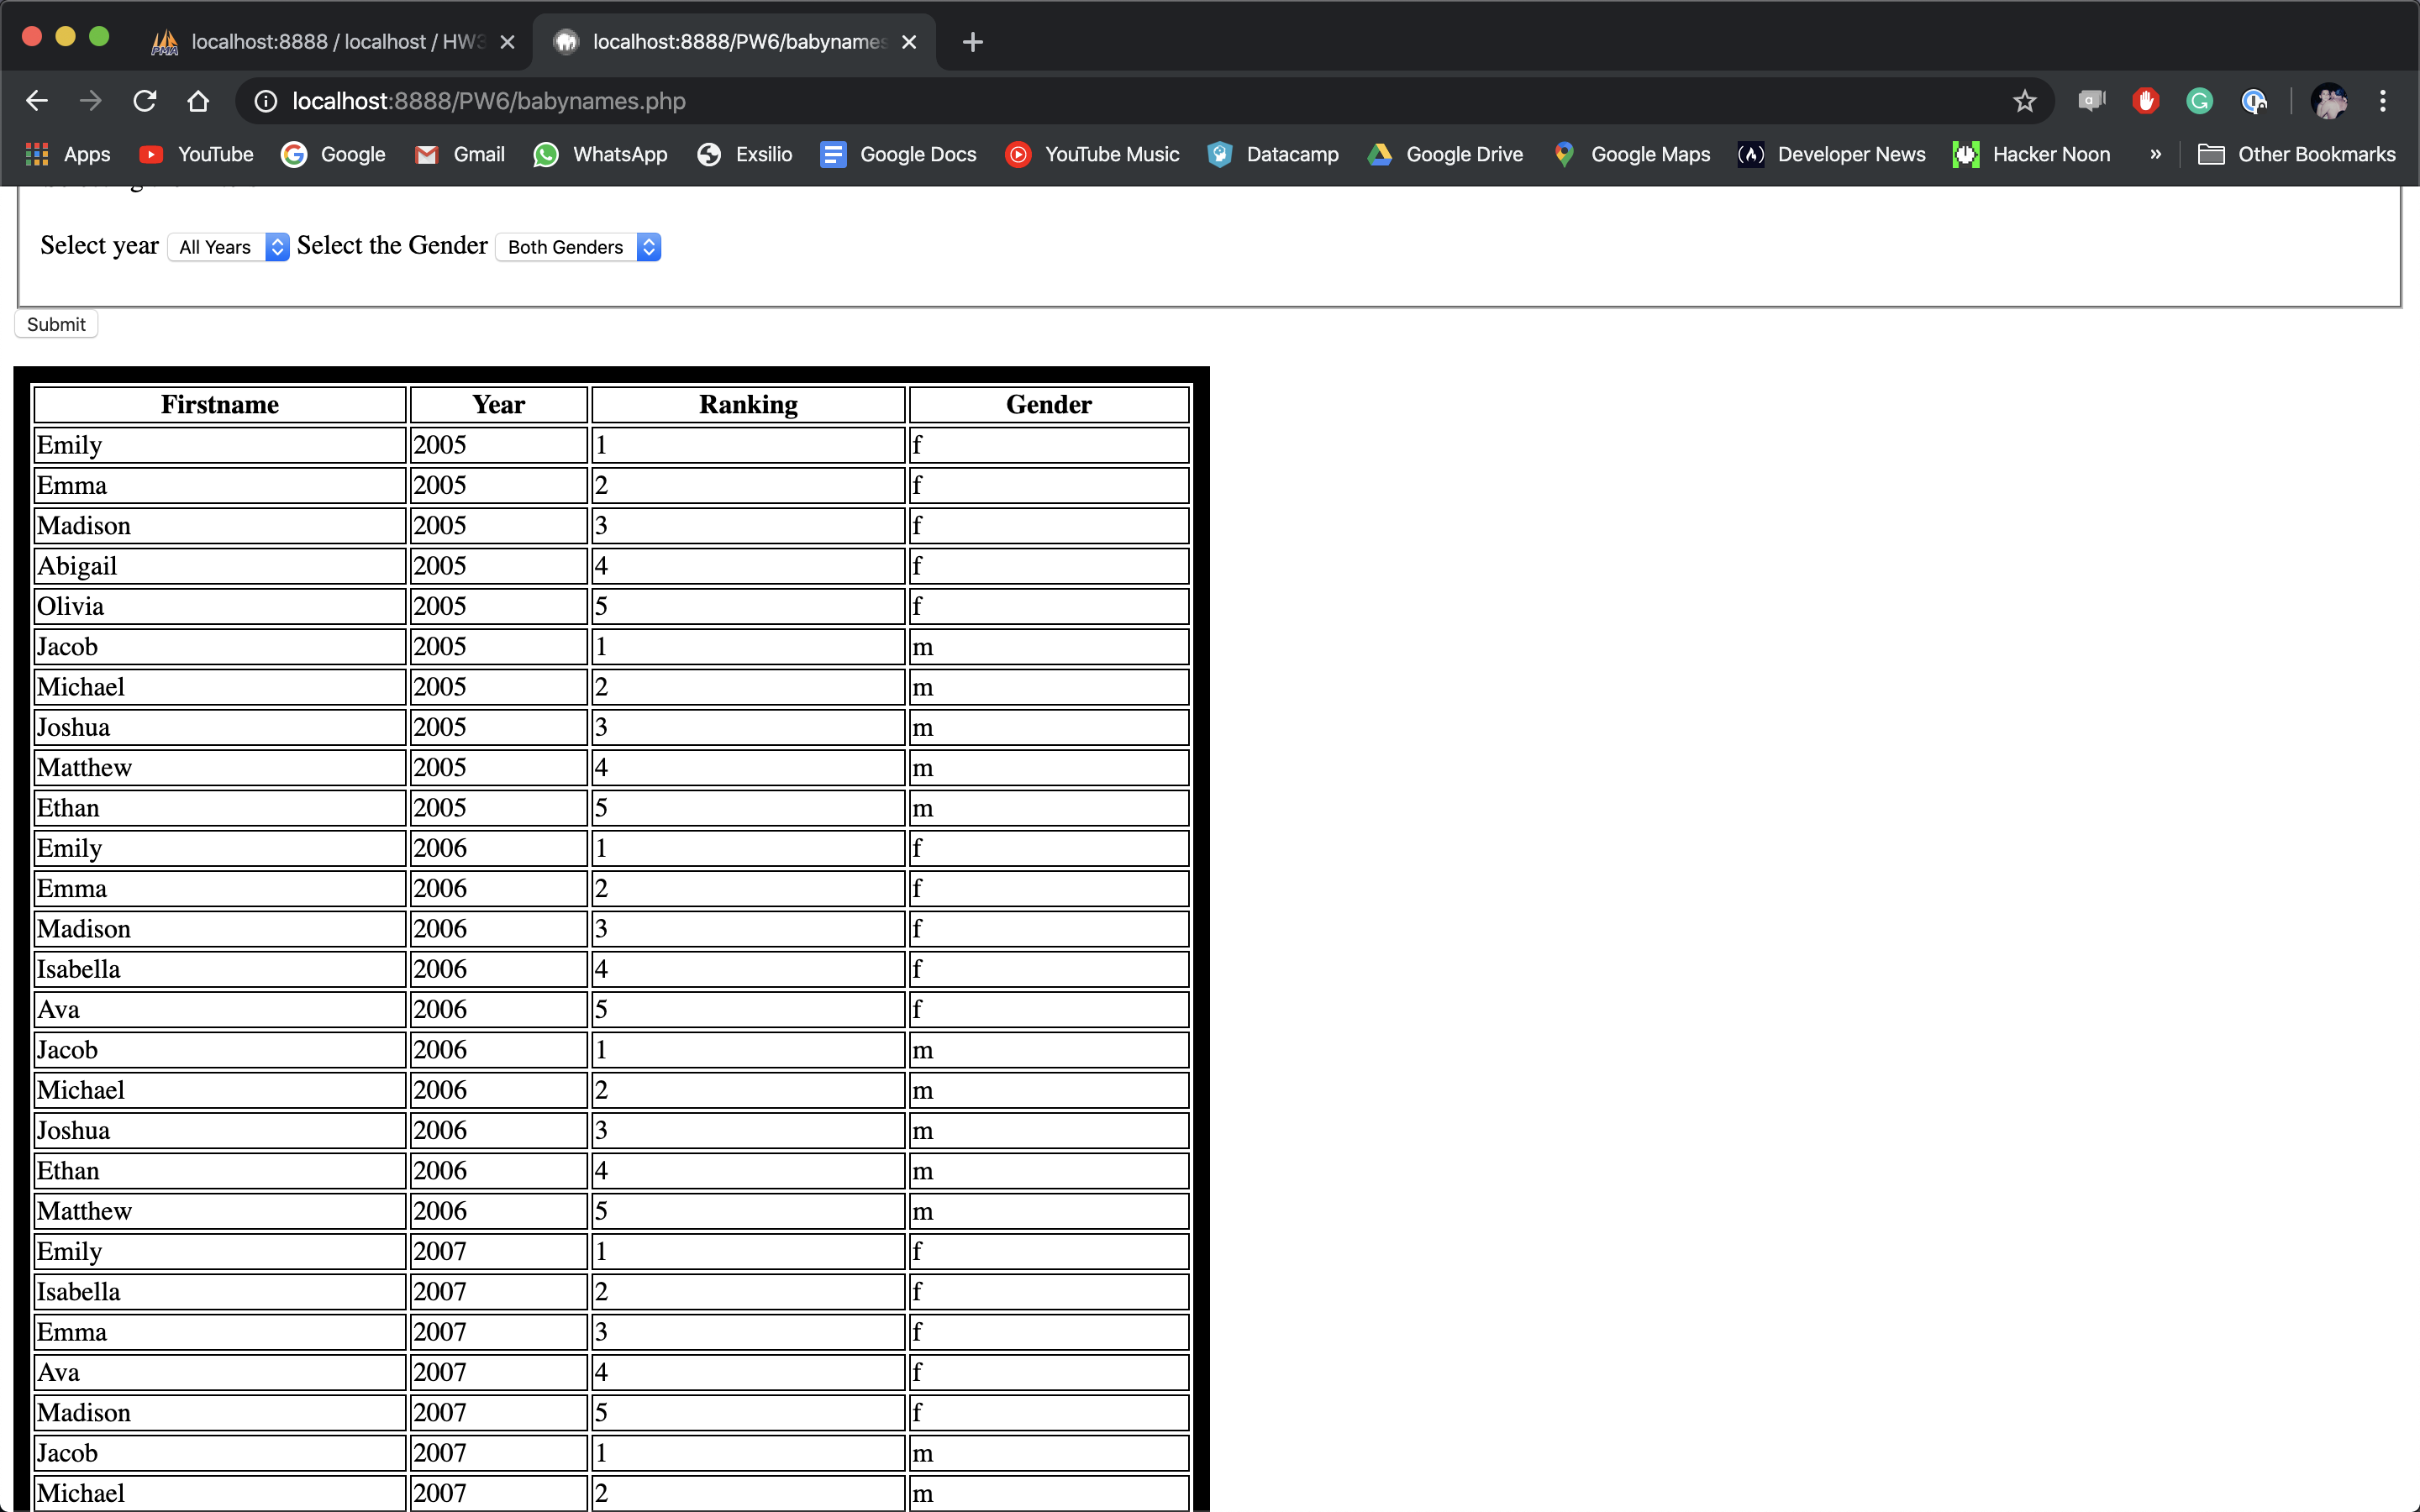 localhost:8888 / localhost / HW3
localhost:8888/PW6/babynames
localhost:8888/PW6/babynames.php
Apps YouTube Google Gmail WhatsApp Exsilio Google Docs YouTube Music Datacamp Google Drive Google Maps Developer News Hacker Noon » Other Bookmarks
Select year All Years Select the Gender Both Genders
Submit
Firstname Year Ranking Gender
Emily 2005 1 f
Emma 2005 2 f
Madison 2005 3 f
Abigail 2005 4 f
Olivia 2005 5 f
Jacob 2005 1 m
Michael 2005 2 m
Joshua 2005 3 m
Matthew 2005 4 m
Ethan 2005 5 m
Emily 2006 1 f
Emma 2006 2 f
Madison 2006 3 f
Isabella 2006 4 f
Ava 2006 5 f
Jacob 2006 1 m
Michael 2006 2 m
Joshua 2006 3 m
Ethan 2006 4 m
Matthew 2006 5 m
Emily 2007 1 f
Isabella 2007 2 f
Emma 2007 3 f
Ava 2007 4 f
Madison 2007 5 f
Jacob 2007 1 m
Michael 2007 2 m